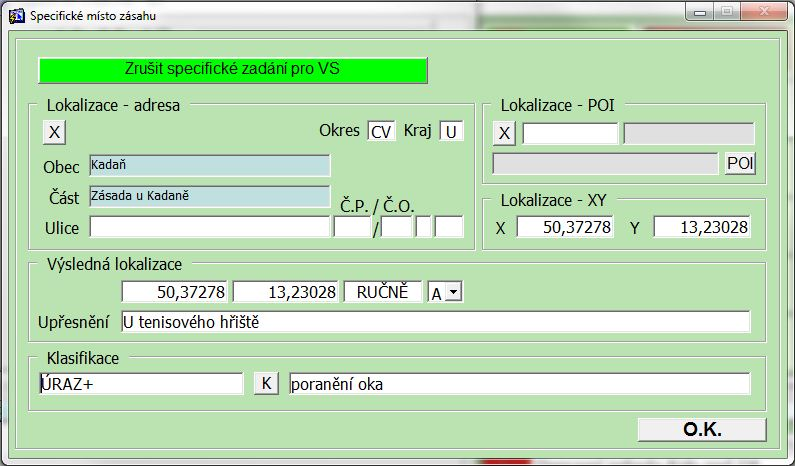 Specifické místo zásahu
Zrušit specifické zadání pro VS
Lokalizace - adresa
X
Okres CV Kraj U
Obec Kadaň
Část Zásada u Kadaně
Č.P. / Č.O.
Ulice /
Lokalizace - POI
X
POI
Lokalizace - XY
X 50,37278 Y 13,23028
Výsledná lokalizace
50,37278 13,23028 RUČNĚ A
Upřesnění U tenisového hřiště
Klasifikace
ÚRAZ+ K poranění oka
O.K.